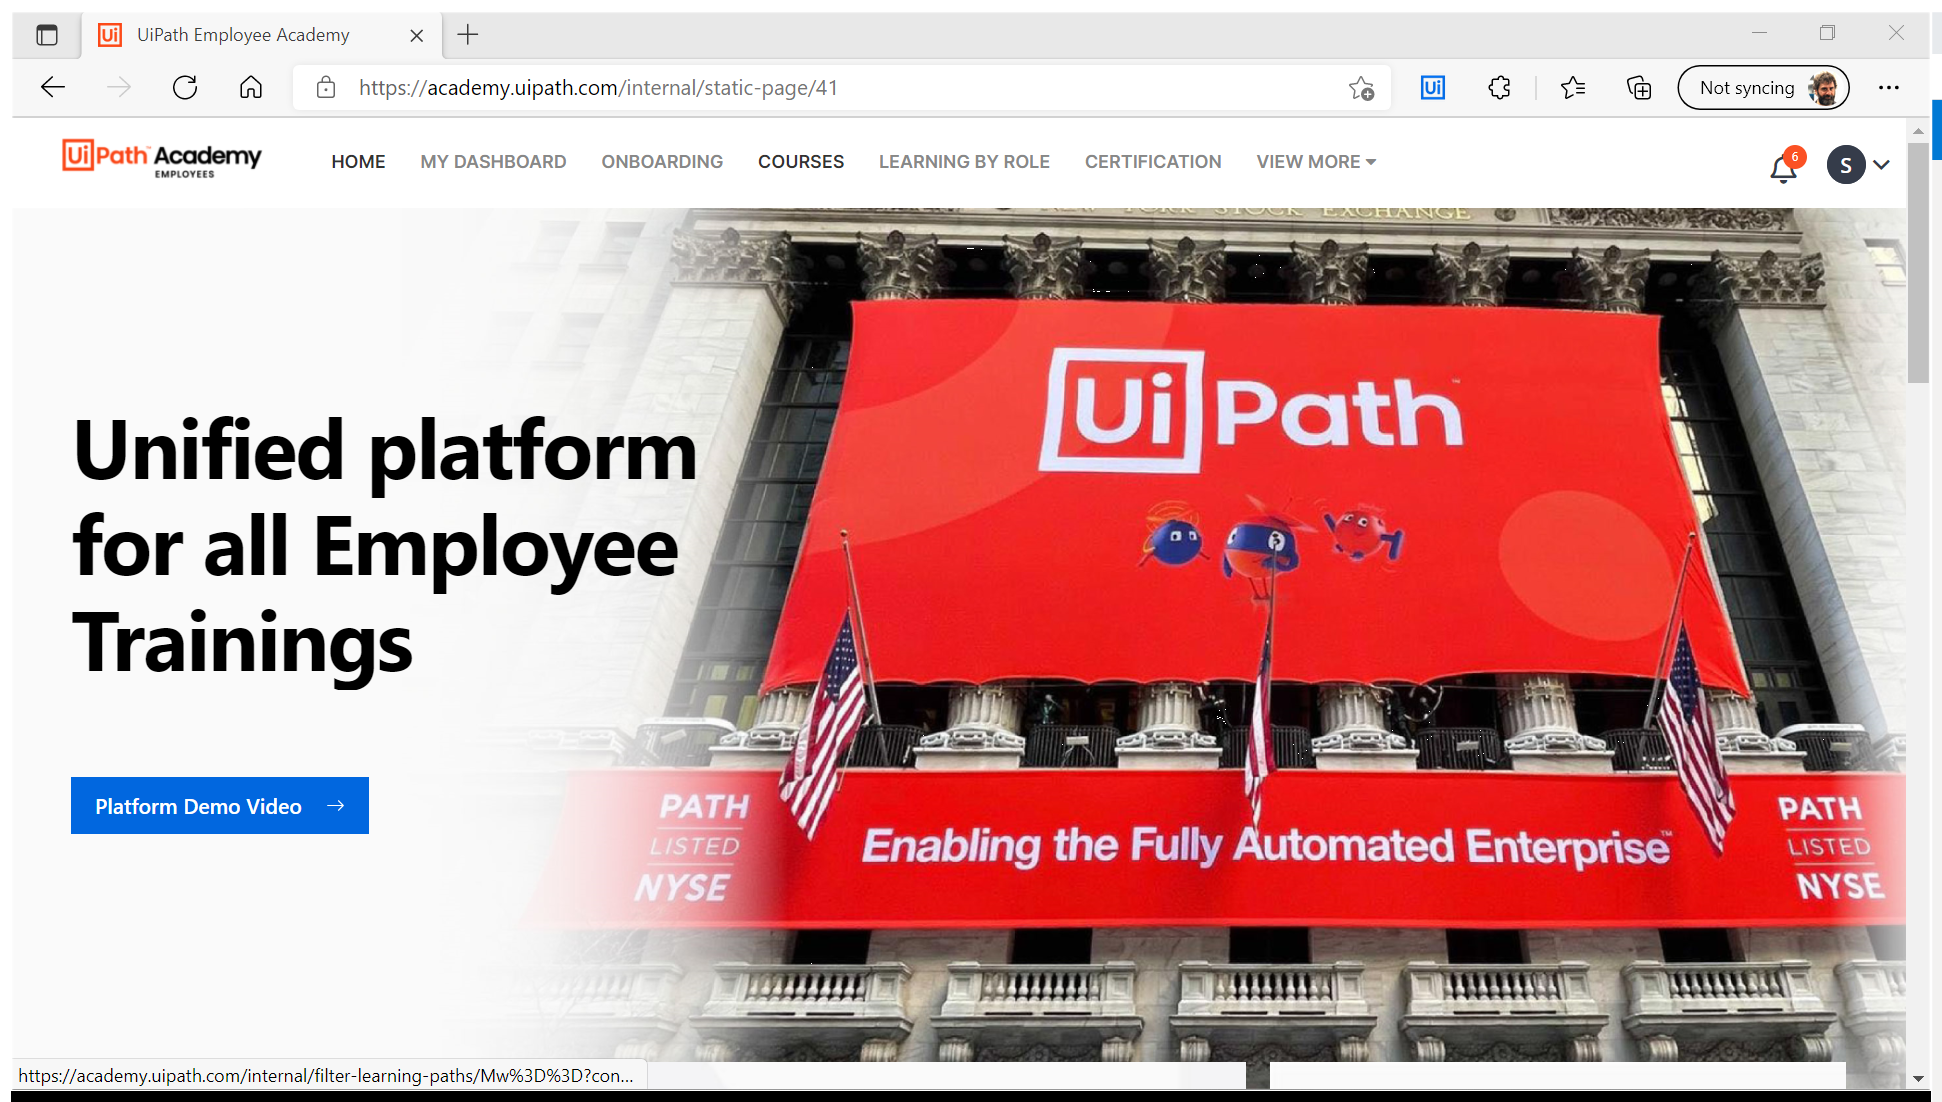 UiPath Employee Academy
https://academy.uipath.com/internal/static-page/41
Ui
Not syncing
UiPath™ Academy
EMPLOYEES
HOME
MY DASHBOARD
ONBOARDING
COURSES
LEARNING BY ROLE
CERTIFICATION
VIEW MORE
6
S
NEW YORK STOCK EXCHANGE
UiPath™
Unified platform
for all Employee
Trainings
Platform Demo Video
PATH
LISTED
NYSE
Enabling the Fully Automated Enterprise™
PATH
LISTED
NYSE
https://academy.uipath.com/internal/filter-learning-paths/Mw%3D%3D?con...